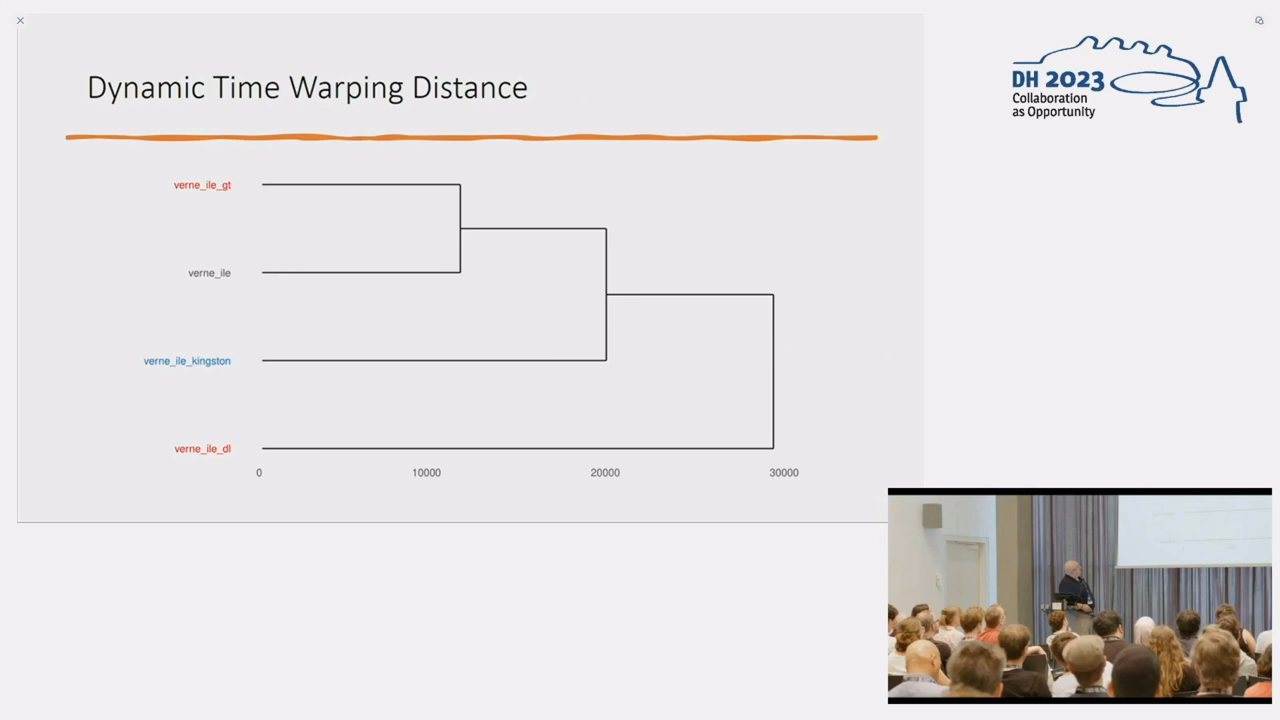 Dynamic Time Warping Distance
DH 2023
Collaboration
as Opportunity
verne_ile_gt
verne_ile
verne_ile_kingston
verne_ile_dl
0 10000 20000 30000